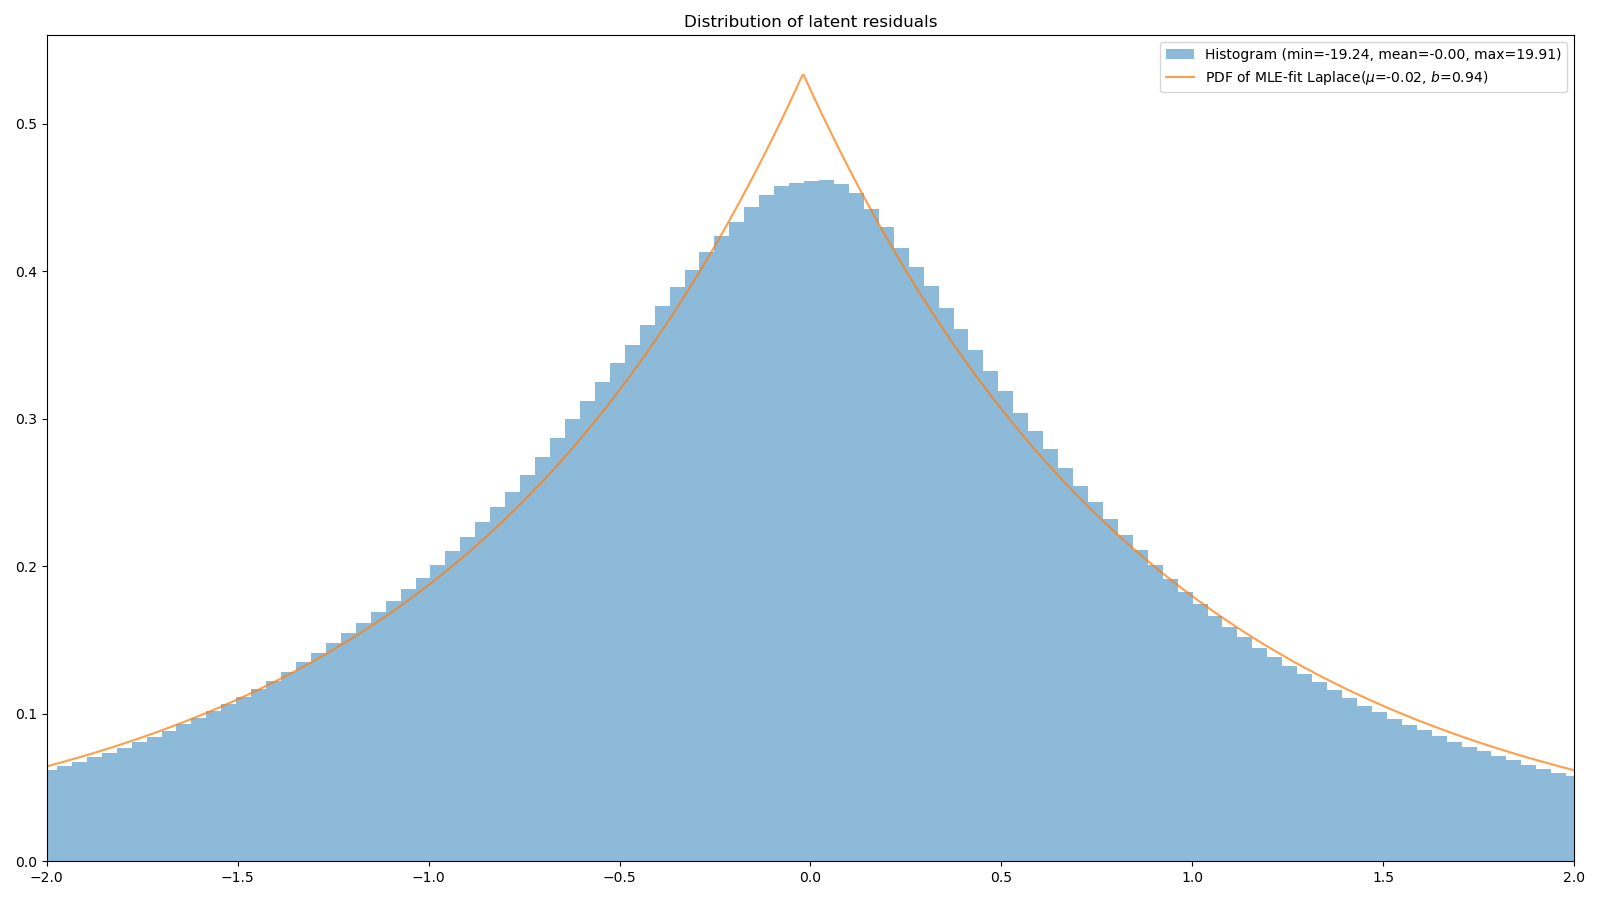 Distribution of latent residuals
Histogram (min=-19.24, mean=-0.00, max=19.91)
PDF of MLE-fit Laplace(μ=-0.02, b=0.94)
0.5
0.4
0.3
0.2
0.1
0.0
−2.0 −1.5 −1.0 −0.5 0.0 0.5 1.0 1.5 2.0